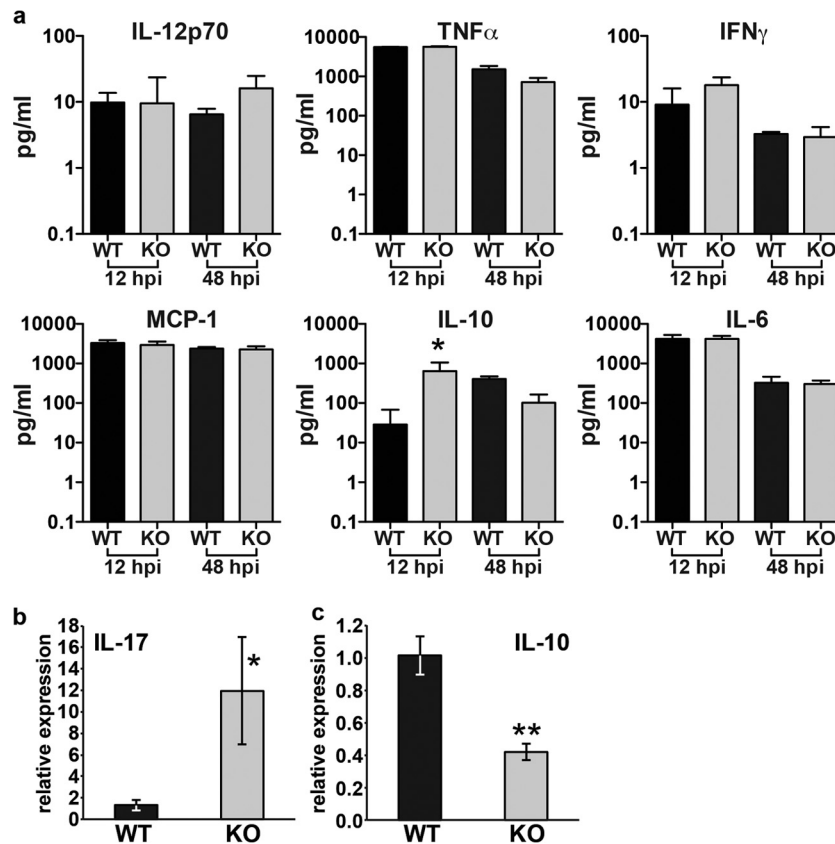 a
IL-12p70 TNFα IFNγ
pg/ml 100 10 1 0.1
WT KO WT KO
12 hpi 48 hpi
pg/ml 10000 1000 100 10 1 0.1
WT KO WT KO
12 hpi 48 hpi
pg/ml 100 10 1 0.1
WT KO WT KO
12 hpi 48 hpi
MCP-1 IL-10 IL-6
pg/ml 10000 1000 100 10 1 0.1
WT KO WT KO
12 hpi 48 hpi
pg/ml 10000 1000 100 10 1 0.1
*
WT KO WT KO
12 hpi 48 hpi
pg/ml 10000 1000 100 10 1 0.1
WT KO WT KO
12 hpi 48 hpi
b
IL-17
relative expression
18 16 14 12 10 8 6 4 2 0
*
WT KO
c
IL-10
relative expression
1.2 1.0 0.8 0.6 0.4 0.2 0.0
**
WT KO